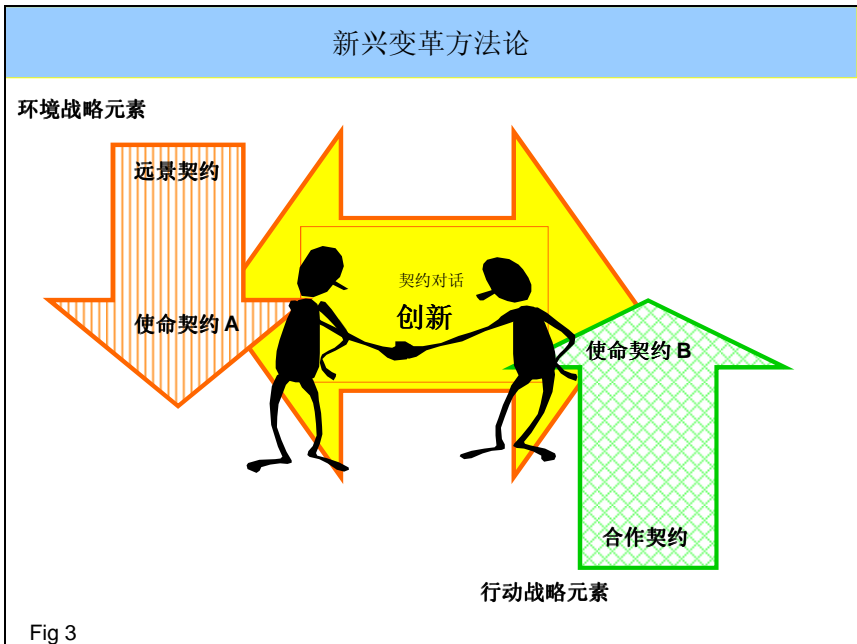 新兴变革方法论
环境战略元素
远景契约
使命契约 A
契约对话
创新
使命契约 B
合作契约
行动战略元素
Fig 3